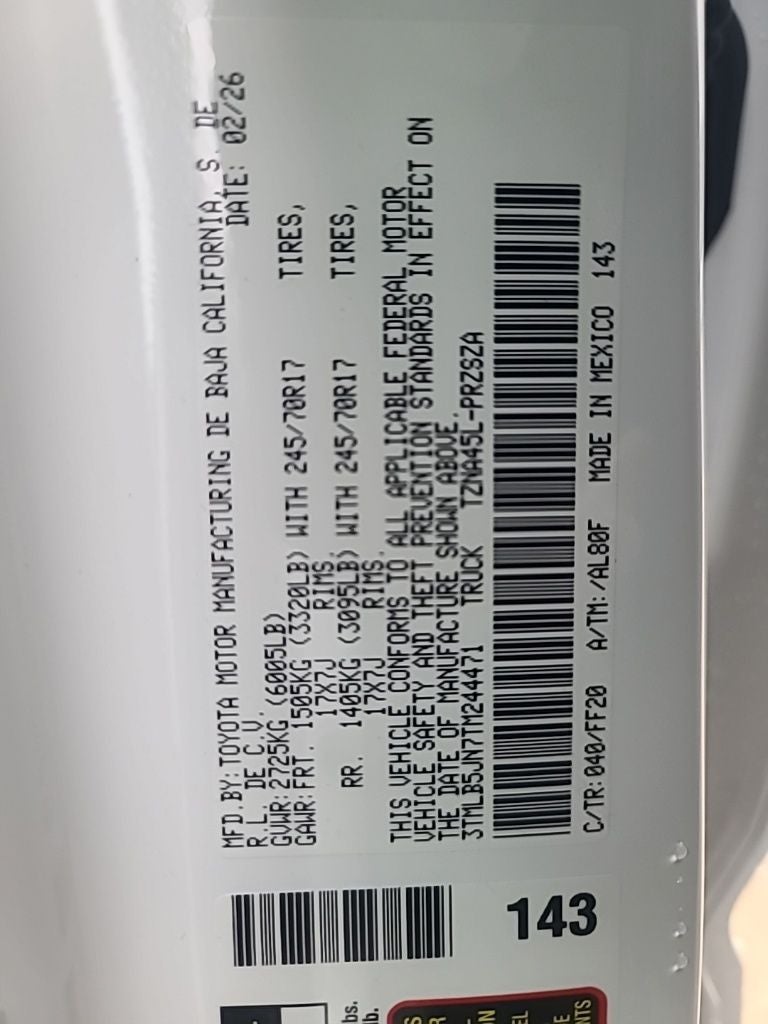 MFD.BY:TOYOTA MOTOR MANUFACTURING DE BAJA CALIFORNIA, S. DE
R.L. DE C.V. DATE: 02/26
GVWR:2725KG (6005LB)
GAWR:FRT. 1505KG (3320LB) WITH 245/70R17 TIRES,
17X7J RIMS.
RR. 1405KG (3095LB) WITH 245/70R17 TIRES,
17X7J RIMS.
THIS VEHICLE CONFORMS TO ALL APPLICABLE FEDERAL MOTOR
VEHICLE SAFETY AND THEFT PREVENTION STANDARDS IN EFFECT ON
THE DATE OF MANUFACTURE SHOWN ABOVE.
3TMLB5JN7TM244471 TRUCK TZNA45L-PRZSZA
C/TR:040/FF20 A/TM:/AL80F MADE IN MEXICO 143
143
bs.
lb.